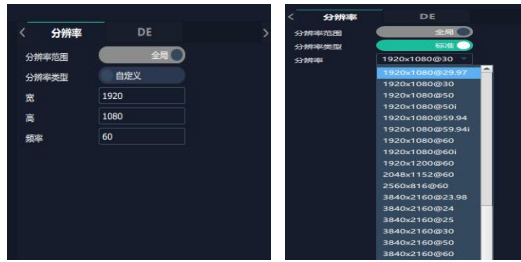 分辨率 DE
分辨率范围 全局
分辨率类型 自定义
宽 1920
高 1080
频率 60
分辨率 DE
分辨率范围 全局
分辨率类型 标准
分辨率 1920x1080@30
1920x1080@29.97
1920x1080@30
1920x1080@50
1920x1080@50i
1920x1080@59.94
1920x1080@59.94i
1920x1080@60
1920x1080@60i
1920x1200@60
2048x1152@60
2560x816@60
3840x2160@23.98
3840x2160@24
3840x2160@25
3840x2160@30
3840x2160@50
3840x2160@60